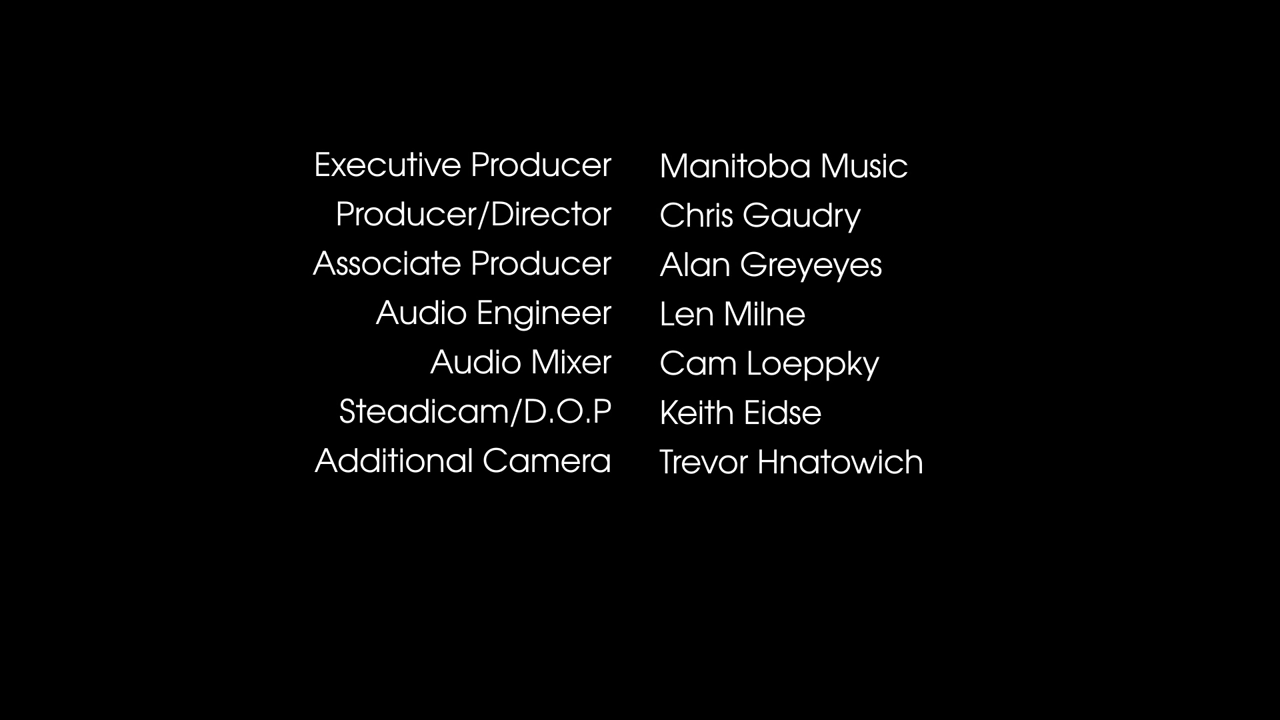 Executive Producer Manitoba Music
Producer/Director Chris Gaudry
Associate Producer Alan Greyeyes
Audio Engineer Len Milne
Audio Mixer Cam Loeppky
Steadicam/D.O.P Keith Eidse
Additional Camera Trevor Hnatowich